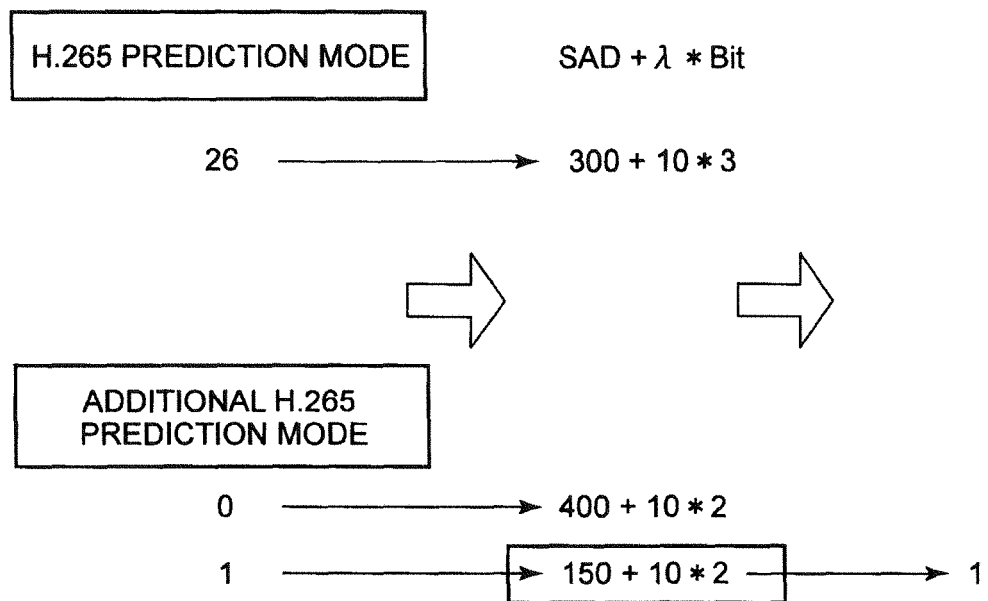 H.265 PREDICTION MODE SAD + λ * Bit
26 300 + 10 * 3
ADDITIONAL H.265
PREDICTION MODE
0 400 + 10 * 2
1 150 + 10 * 2 1